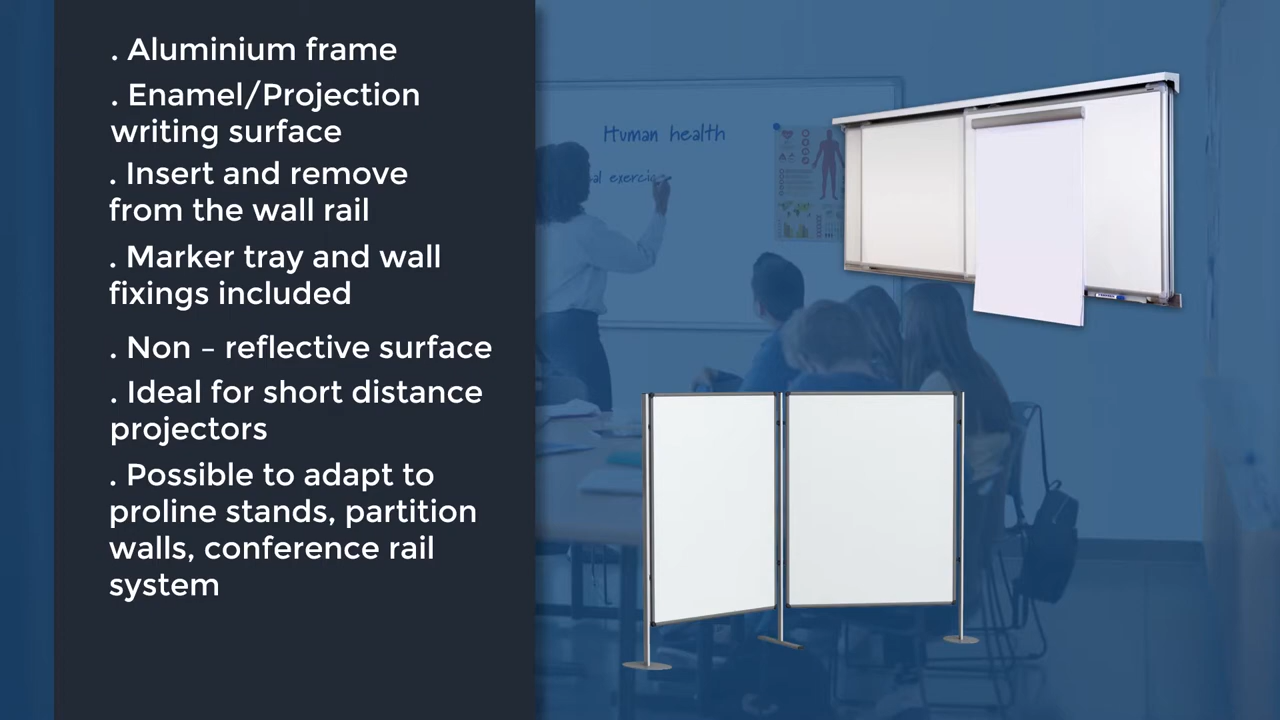 . Aluminium frame
. Enamel/Projection
writing surface
. Insert and remove
from the wall rail
. Marker tray and wall
fixings included
. Non – reflective surface
. Ideal for short distance
projectors
. Possible to adapt to
proline stands, partition
walls, conference rail
system
Human health